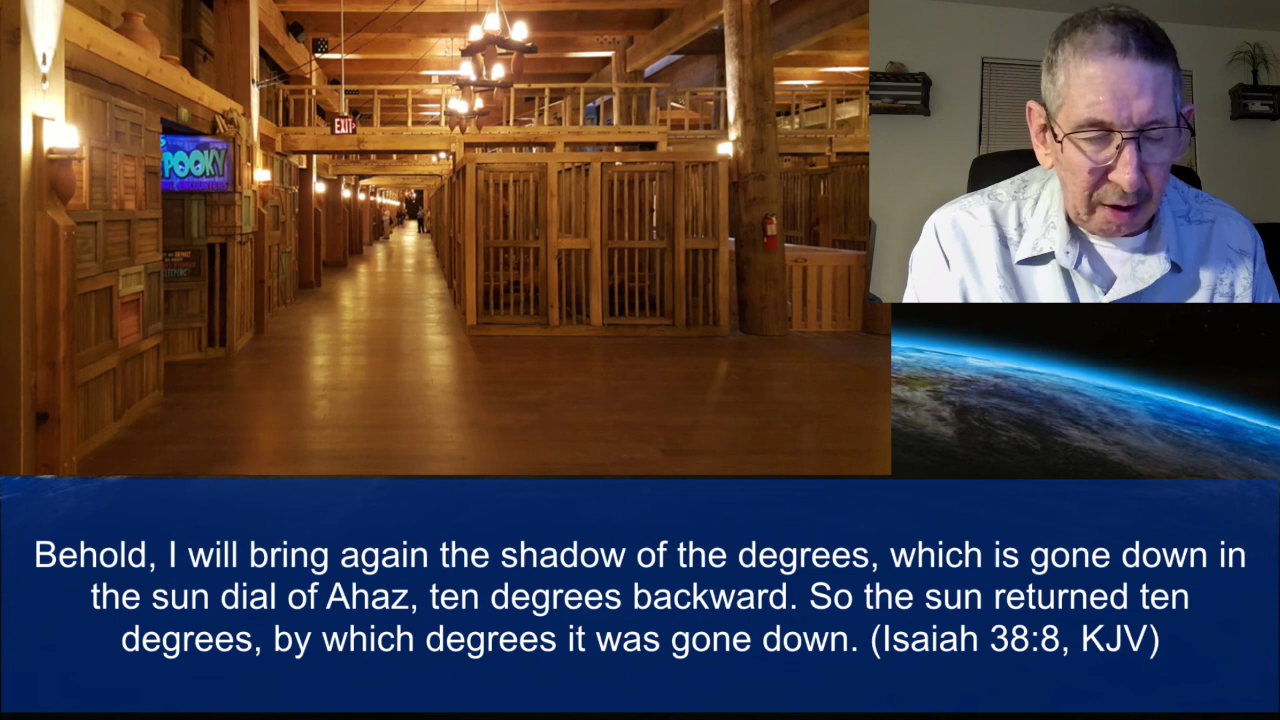 EXIT
SPOOKY
Behold, I will bring again the shadow of the degrees, which is gone down in
the sun dial of Ahaz, ten degrees backward. So the sun returned ten
degrees, by which degrees it was gone down. (Isaiah 38:8, KJV)